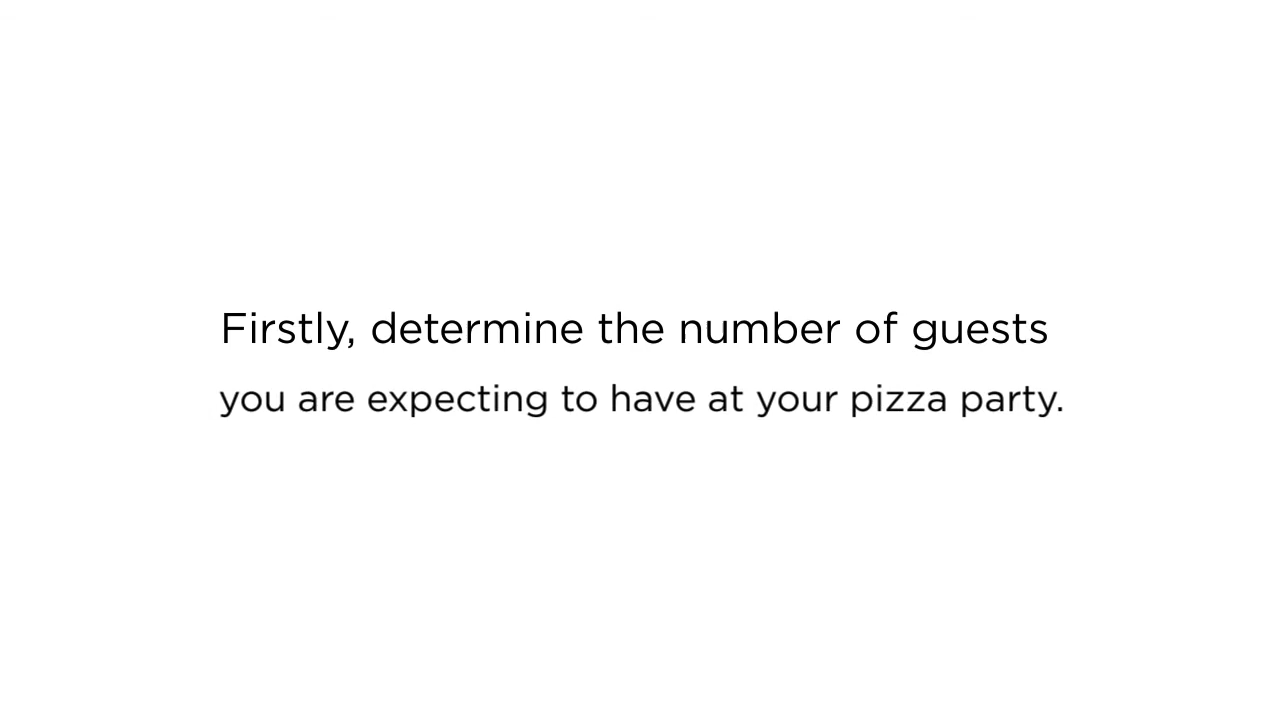 Firstly, determine the number of guests
you are expecting to have at your pizza party.